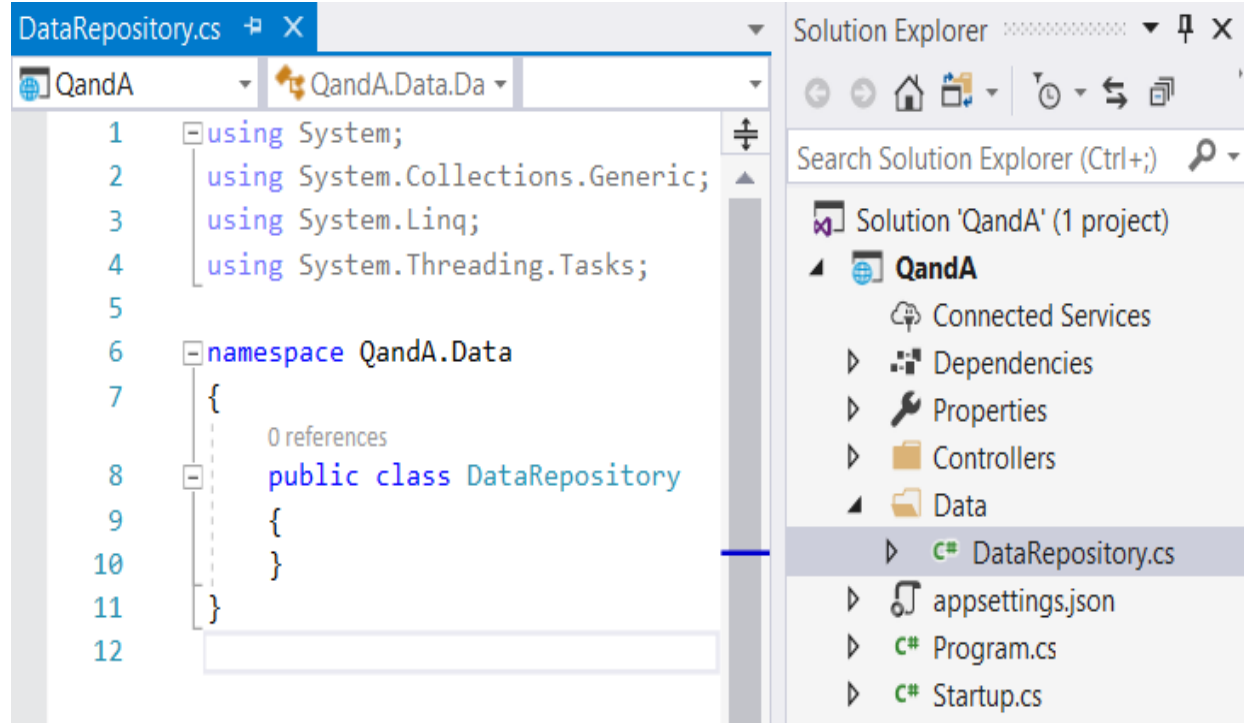 DataRepository.cs
QandA
QandA.Data.Da
1 using System;
2 using System.Collections.Generic;
3 using System.Linq;
4 using System.Threading.Tasks;
5
6 namespace QandA.Data
7 {
0 references
8 public class DataRepository
9 {
10 }
11 }
12
Solution Explorer
Search Solution Explorer (Ctrl+;)
Solution 'QandA' (1 project)
QandA
Connected Services
Dependencies
Properties
Controllers
Data
C# DataRepository.cs
appsettings.json
C# Program.cs
C# Startup.cs